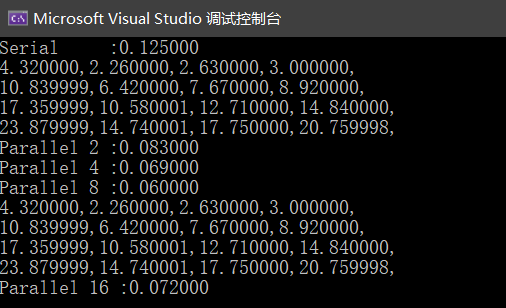 Microsoft Visual Studio 调试控制台
Serial     :0.125000
4.320000,2.260000,2.630000,3.000000,
10.839999,6.420000,7.670000,8.920000,
17.359999,10.580001,12.710000,14.840000,
23.879999,14.740001,17.750000,20.759998,
Parallel 2 :0.083000
Parallel 4 :0.069000
Parallel 8 :0.060000
4.320000,2.260000,2.630000,3.000000,
10.839999,6.420000,7.670000,8.920000,
17.359999,10.580001,12.710000,14.840000,
23.879999,14.740001,17.750000,20.759998,
Parallel 16 :0.072000